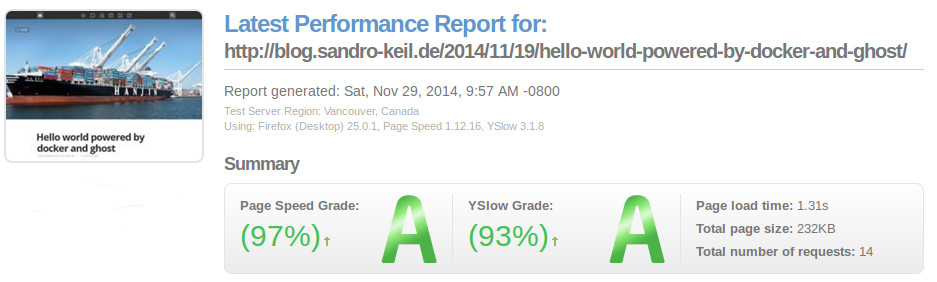 HANJIN
Hello world powered by
docker and ghost
Latest Performance Report for:
http://blog.sandro-keil.de/2014/11/19/hello-world-powered-by-docker-and-ghost/
Report generated: Sat, Nov 29, 2014, 9:57 AM -0800
Test Server Region: Vancouver, Canada
Using: Firefox (Desktop) 25.0.1, Page Speed 1.12.16, YSlow 3.1.8
Summary
Page Speed Grade:
(97%)↑ A
YSlow Grade:
(93%)↑ A
Page load time: 1.31s
Total page size: 232KB
Total number of requests: 14